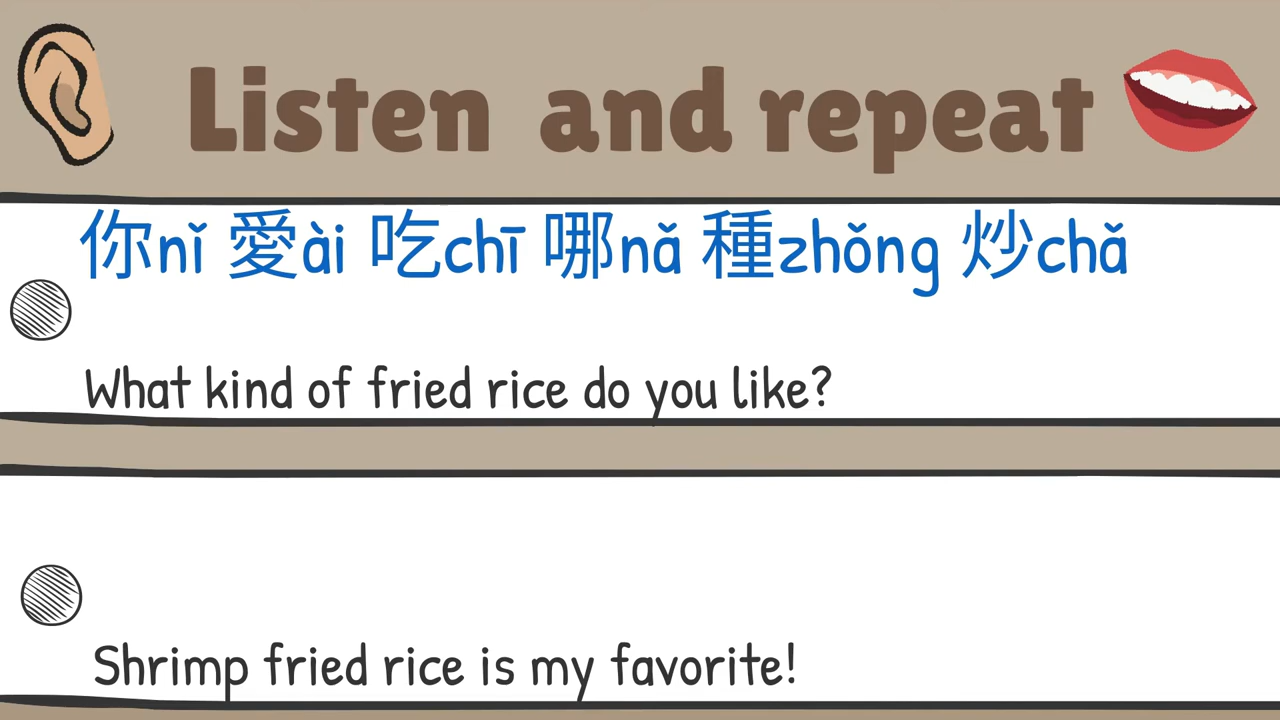 Listen and repeat
你nǐ 愛ài 吃chī 哪nǎ 種zhǒng 炒chǎ
What kind of fried rice do you like?
Shrimp fried rice is my favorite!